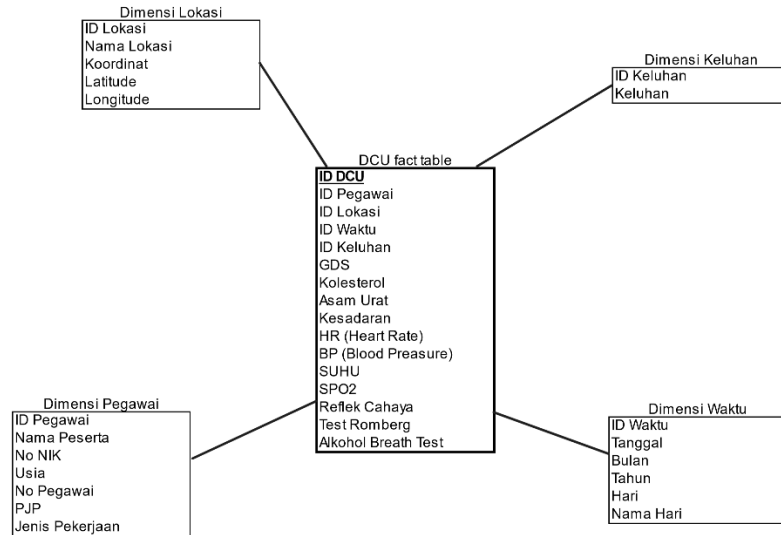 Dimensi Lokasi
ID Lokasi
Nama Lokasi
Koordinat
Latitude
Longitude
Dimensi Keluhan
ID Keluhan
Keluhan
DCU fact table
ID DCU
ID Pegawai
ID Lokasi
ID Waktu
ID Keluhan
GDS
Kolesterol
Asam Urat
Kesadaran
HR (Heart Rate)
BP (Blood Preasure)
SUHU
SPO2
Reflek Cahaya
Test Romberg
Alkohol Breath Test
Dimensi Pegawai
ID Pegawai
Nama Peserta
No NIK
Usia
No Pegawai
PJP
Jenis Pekerjaan
Dimensi Waktu
ID Waktu
Tanggal
Bulan
Tahun
Hari
Nama Hari